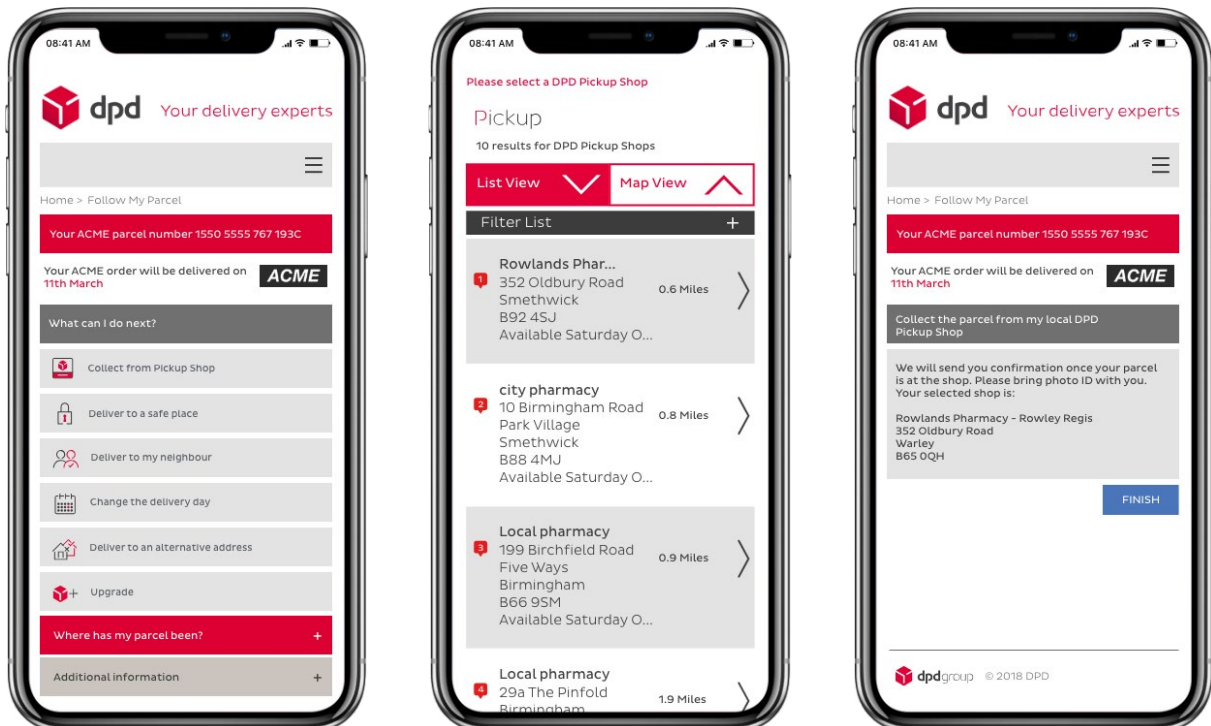 08:41 AM
dpd Your delivery experts
Home > Follow My Parcel
Your ACME parcel number 1550 5555 767 193C
Your ACME order will be delivered on
11th March
ACME
What can I do next?
Collect from Pickup Shop
Deliver to a safe place
Deliver to my neighbour
Change the delivery day
Deliver to an alternative address
Upgrade
Where has my parcel been? +
Additional information +
08:41 AM
Please select a DPD Pickup Shop
Pickup
10 results for DPD Pickup Shops
List View Map View
Filter List +
1
Rowlands Phar...
352 Oldbury Road
Smethwick
B92 4SJ
Available Saturday O...
0.6 Miles
2
city pharmacy
10 Birmingham Road
Park Village
Smethwick
B88 4MJ
Available Saturday O...
0.8 Miles
3
Local pharmacy
199 Birchfield Road
Five Ways
Birmingham
B66 9SM
Available Saturday O...
0.9 Miles
4
Local pharmacy
29a The Pinfold
Birmingham
1.9 Miles
08:41 AM
dpd Your delivery experts
Home > Follow My Parcel
Your ACME parcel number 1550 5555 767 193C
Your ACME order will be delivered on
11th March
ACME
Collect the parcel from my local DPD
Pickup Shop
We will send you confirmation once your parcel
is at the shop. Please bring photo ID with you.
Your selected shop is:
Rowlands Pharmacy - Rowley Regis
352 Oldbury Road
Warley
B65 0QH
FINISH
dpdgroup © 2018 DPD